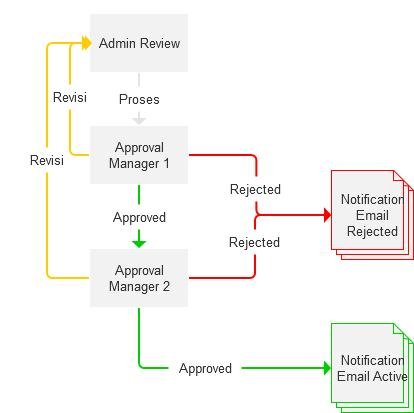 Admin Review
Revisi
Proses
Revisi
Approval
Manager 1
Rejected
Approved
Rejected
Notification
Email
Rejected
Approval
Manager 2
Approved
Notification
Email Active